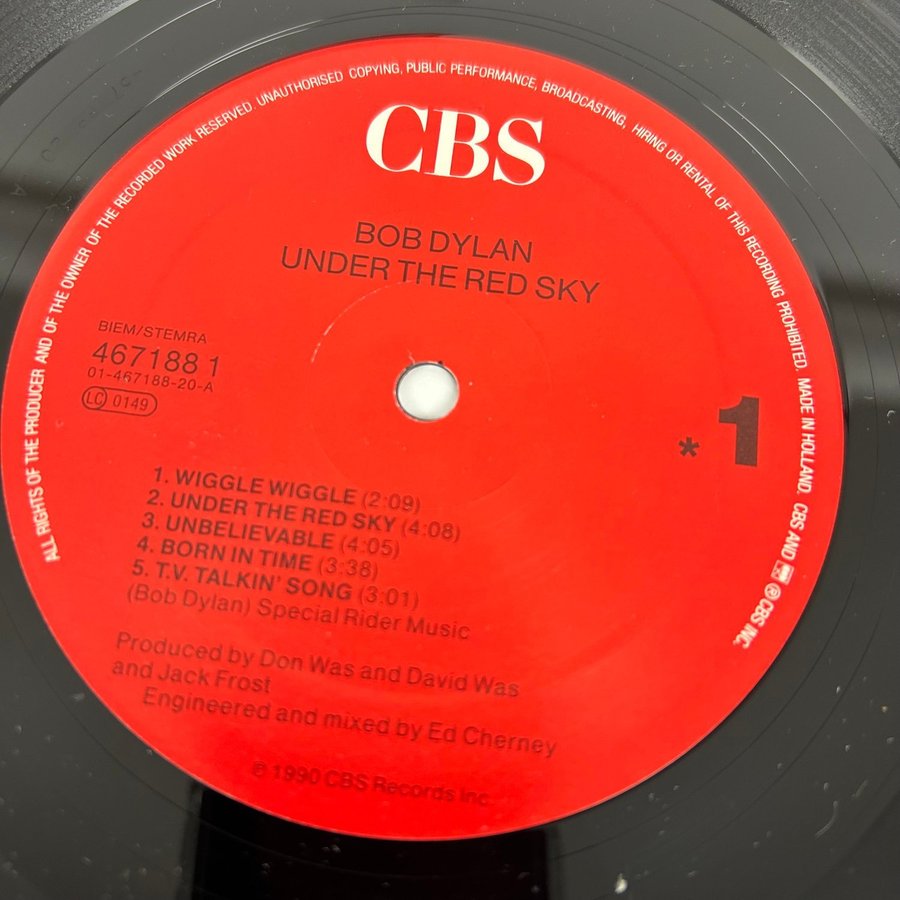 ALL RIGHTS OF THE PRODUCER AND OF THE OWNER OF THE RECORDED WORK RESERVED. UNAUTHORISED COPYING, PUBLIC PERFORMANCE, BROADCASTING, HIRING OR RENTAL OF THIS RECORDING PROHIBITED. MADE IN HOLLAND. CBS AND ® CBS INC.
CBS
BOB DYLAN
UNDER THE RED SKY
BIEM/STEMRA
467188 1
01-467188-20-A
LC 0149
* 1
1. WIGGLE WIGGLE (2:09)
2. UNDER THE RED SKY (4:08)
3. UNBELIEVABLE (4:05)
4. BORN IN TIME (3:38)
5. T.V. TALKIN' SONG (3:01)
(Bob Dylan) Special Rider Music
Produced by Don Was and David Was
and Jack Frost
Engineered and mixed by Ed Cherney
℗ 1990 CBS Records Inc.